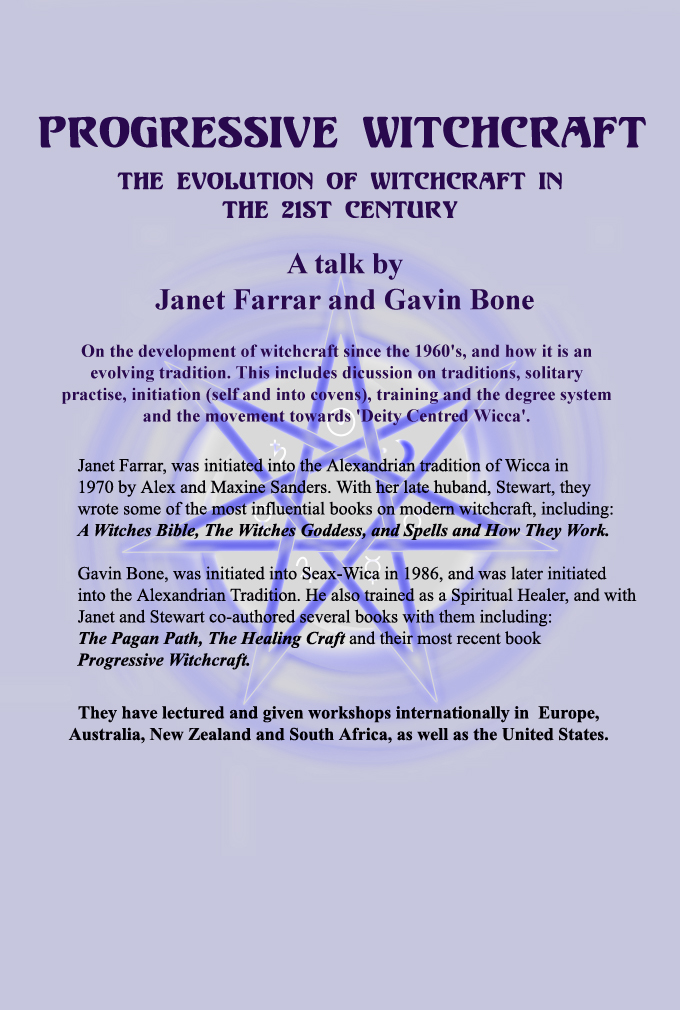 PROGRESSIVE WITCHCRAFT
THE EVOLUTION OF WITCHCRAFT IN
THE 21ST CENTURY
A talk by
Janet Farrar and Gavin Bone
On the development of witchcraft since the 1960's, and how it is an
evolving tradition. This includes dicussion on traditions, solitary
practise, initiation (self and into covens), training and the degree system
and the movement towards 'Deity Centred Wicca'.
Janet Farrar, was initiated into the Alexandrian tradition of Wicca in
1970 by Alex and Maxine Sanders. With her late huband, Stewart, they
wrote some of the most influential books on modern witchcraft, including:
A Witches Bible, The Witches Goddess, and Spells and How They Work.
Gavin Bone, was initiated into Seax-Wica in 1986, and was later initiated
into the Alexandrian Tradition. He also trained as a Spiritual Healer, and with
Janet and Stewart co-authored several books with them including:
The Pagan Path, The Healing Craft and their most recent book
Progressive Witchcraft.
They have lectured and given workshops internationally in  Europe,
Australia, New Zealand and South Africa, as well as the United States.